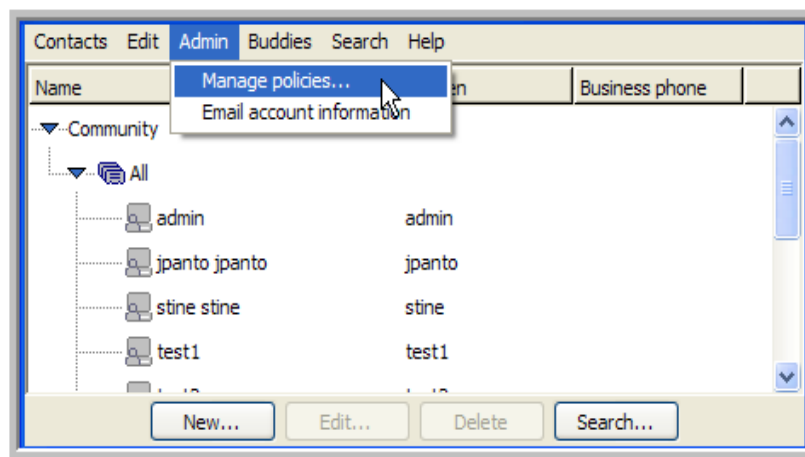 Contacts Edit Admin Buddies Search Help
Name Business phone
Manage policies...
Email account information
Community
All
admin admin
jpanto jpanto jpanto
stine stine stine
test1 test1
New... Edit... Delete Search...